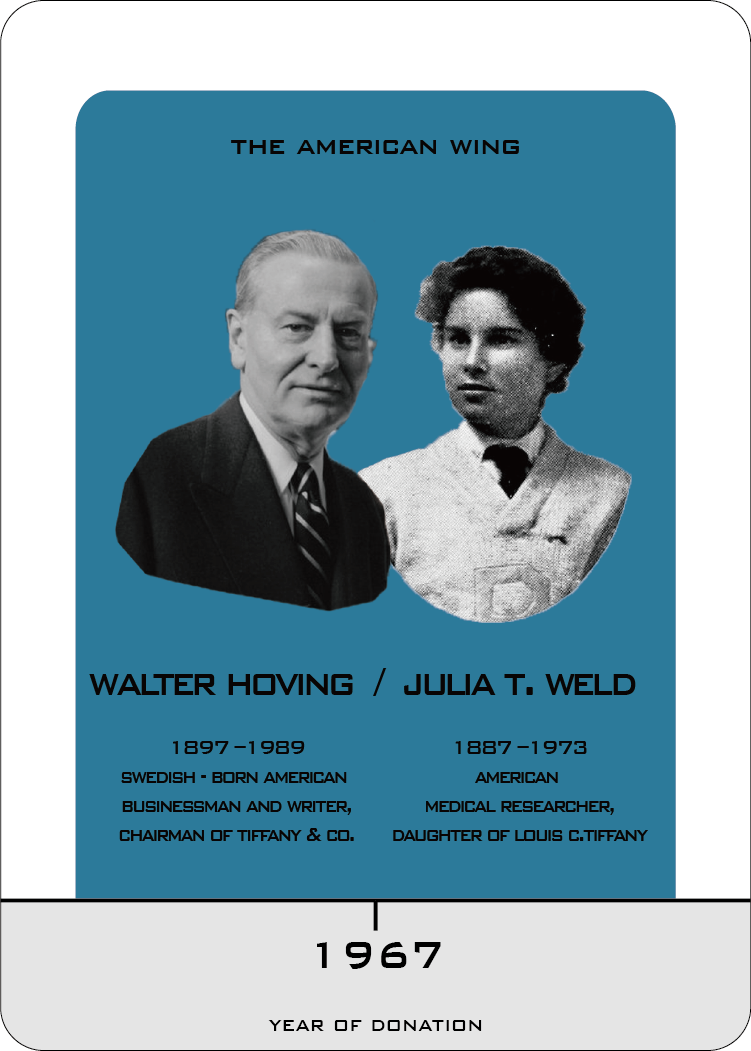 THE AMERICAN WING
WALTER HOVING / JULIA T. WELD
1897–1989
SWEDISH - BORN AMERICAN
BUSINESSMAN AND WRITER,
CHAIRMAN OF TIFFANY & CO.
1887–1973
AMERICAN
MEDICAL RESEARCHER,
DAUGHTER OF LOUIS C.TIFFANY
1967
YEAR OF DONATION